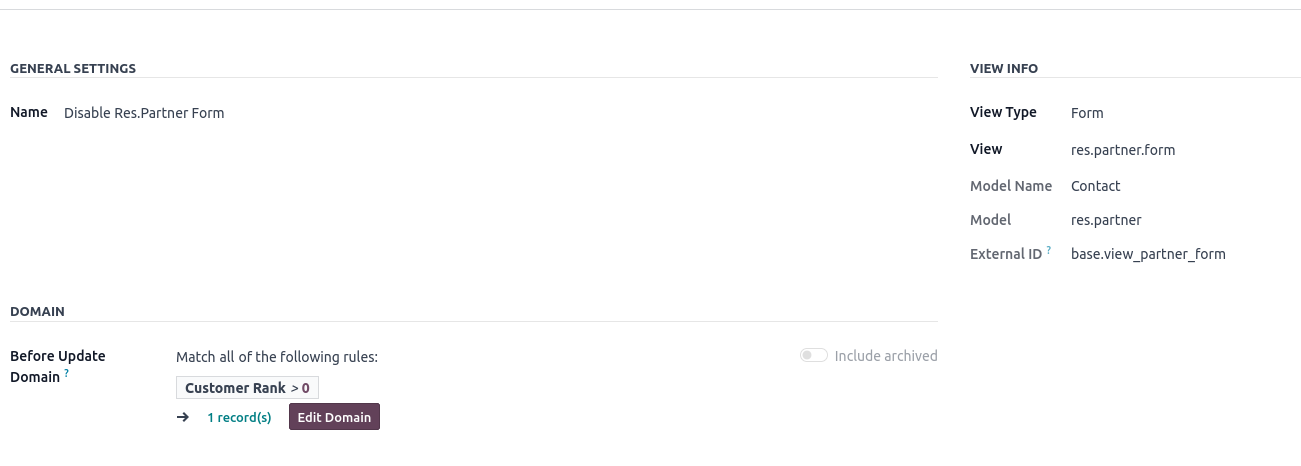 GENERAL SETTINGS
Name Disable Res.Partner Form
VIEW INFO
View Type Form
View res.partner.form
Model Name Contact
Model res.partner
External ID ? base.view_partner_form
DOMAIN
Before Update Domain ?
Match all of the following rules:
Include archived
Customer Rank > 0
→ 1 record(s) Edit Domain